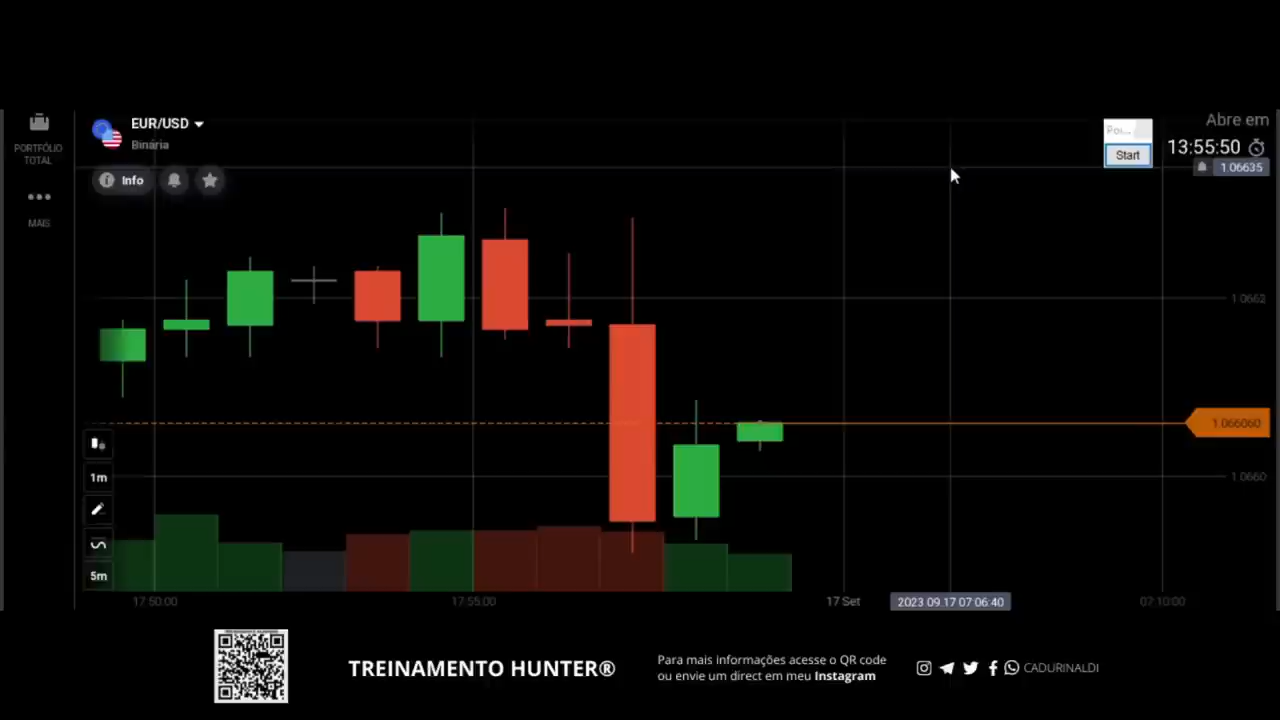 EUR/USD
Binária
Info
PORTFÓLIO
TOTAL
MAIS
Start
Abre em
13:55:50
1.06635
1.0662
1.066060
1.0660
1m
5m
17:50:00
17:55:00
17 Set
2023.09.17 07:06:40
07:10:00
TREINAMENTO HUNTER®
Para mais informações acesse o QR code
ou envie um direct em meu Instagram
CADURINALDI